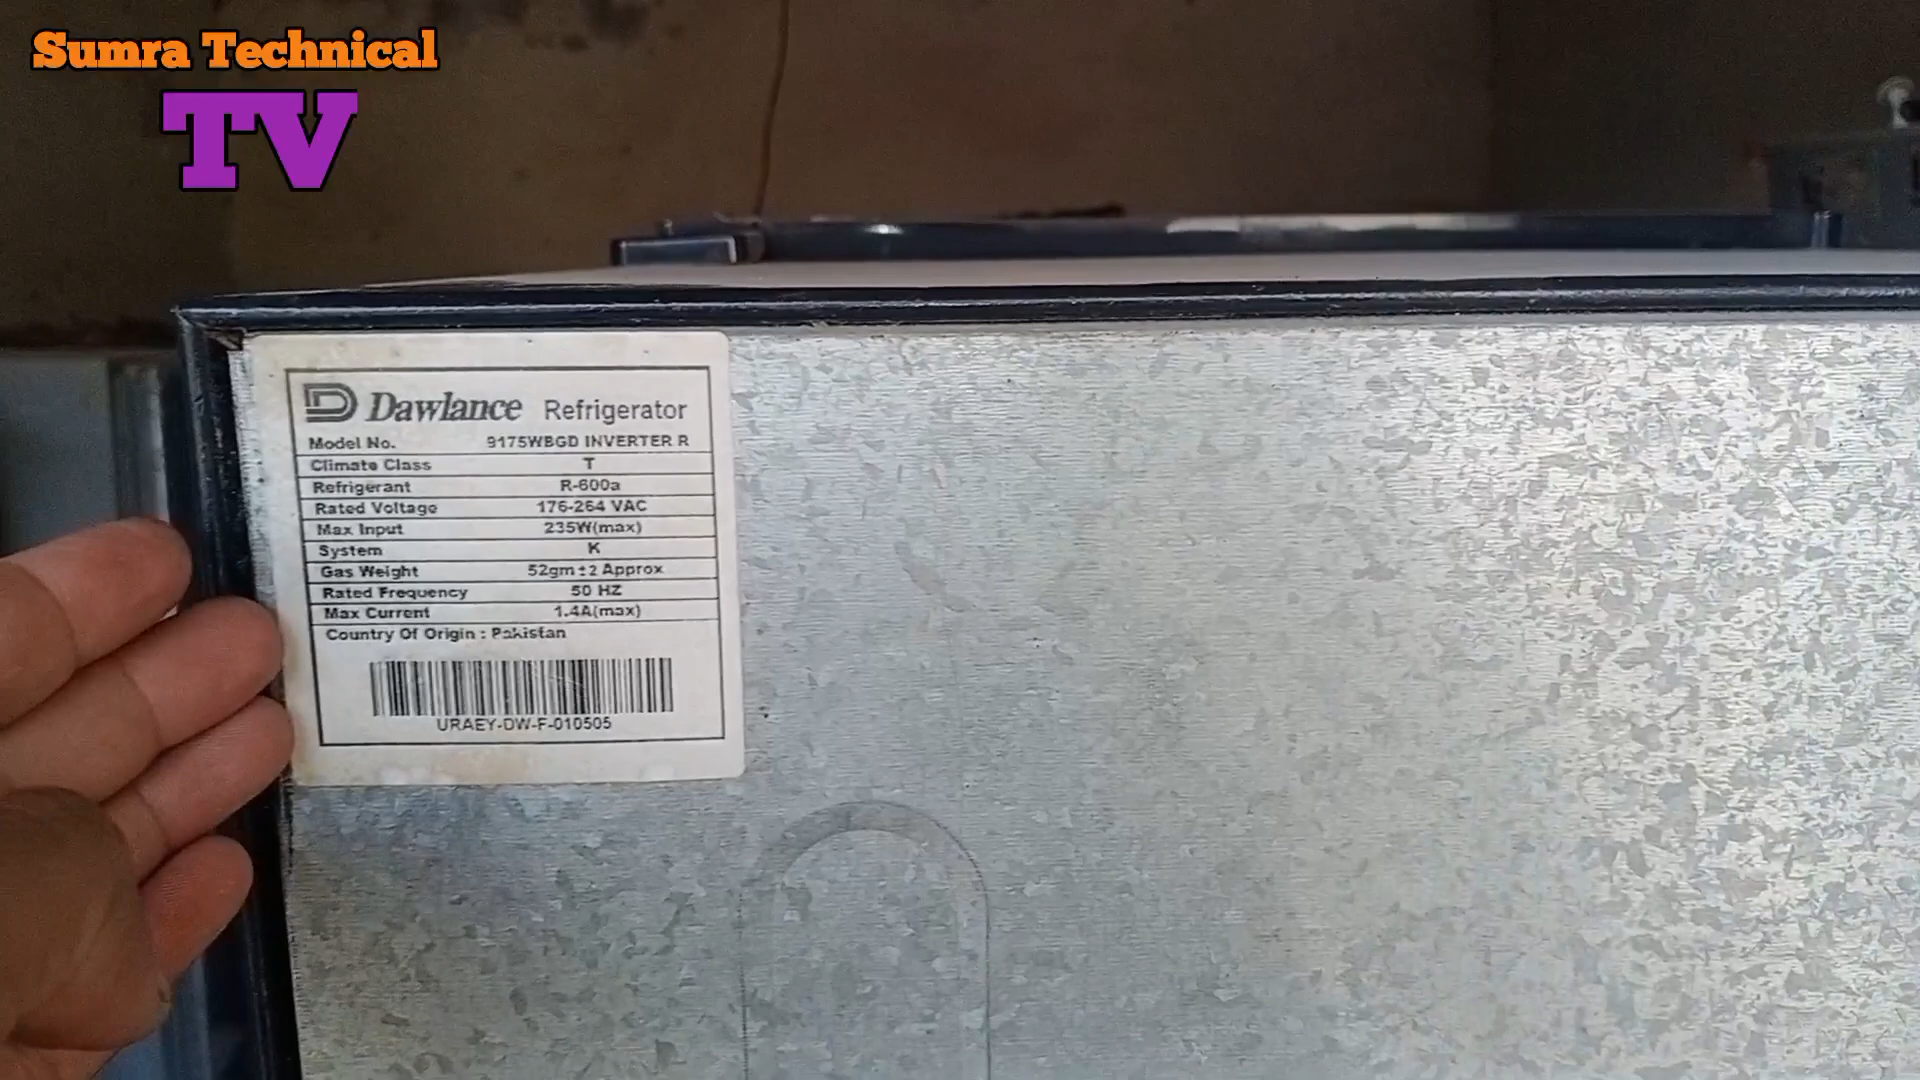 Sumra Technical
TV
Dawlance Refrigerator
Model No. 9175WBGD INVERTER R
Climate Class T
Refrigerant R-600a
Rated Voltage 176-264 VAC
Max Input 235W(max)
System K
Gas Weight 52gm ±2 Approx
Rated Frequency 50 HZ
Max Current 1.4A(max)
Country Of Origin : Pakistan
URAEY-DW-F-010505